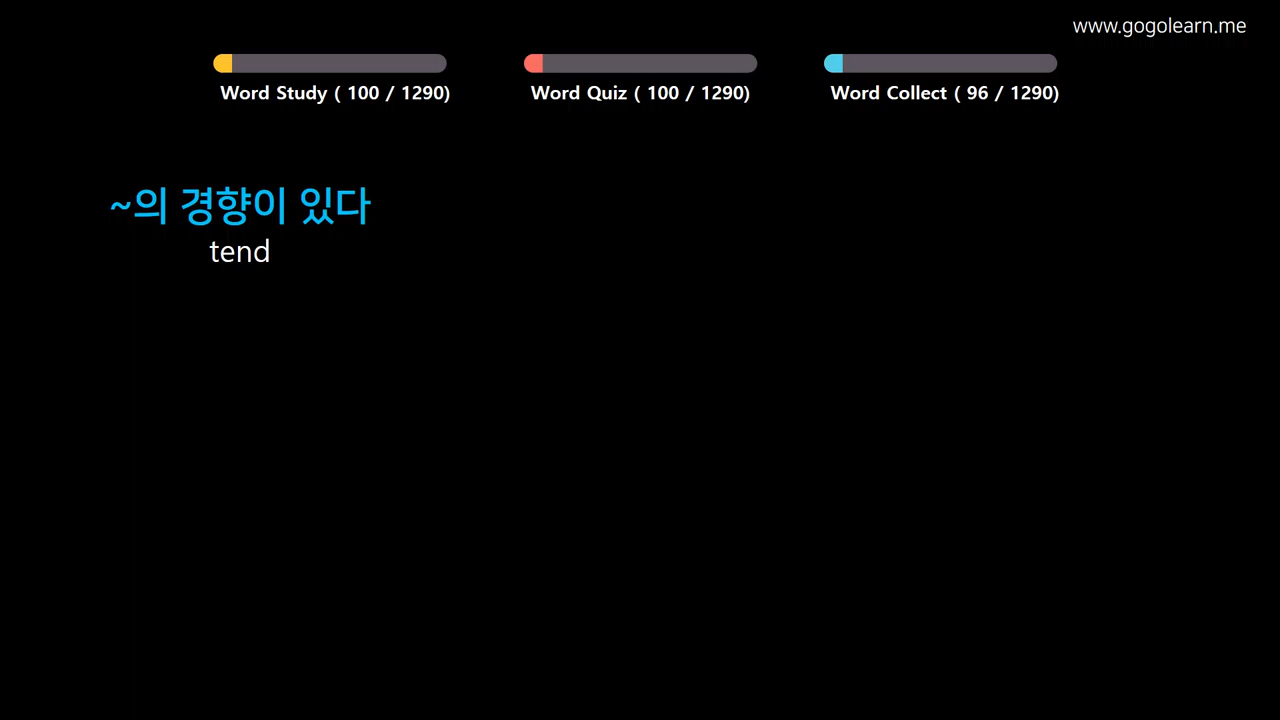 www.gogolearn.me
Word Study ( 100 / 1290)
Word Quiz ( 100 / 1290)
Word Collect ( 96 / 1290)
~의 경향이 있다
tend